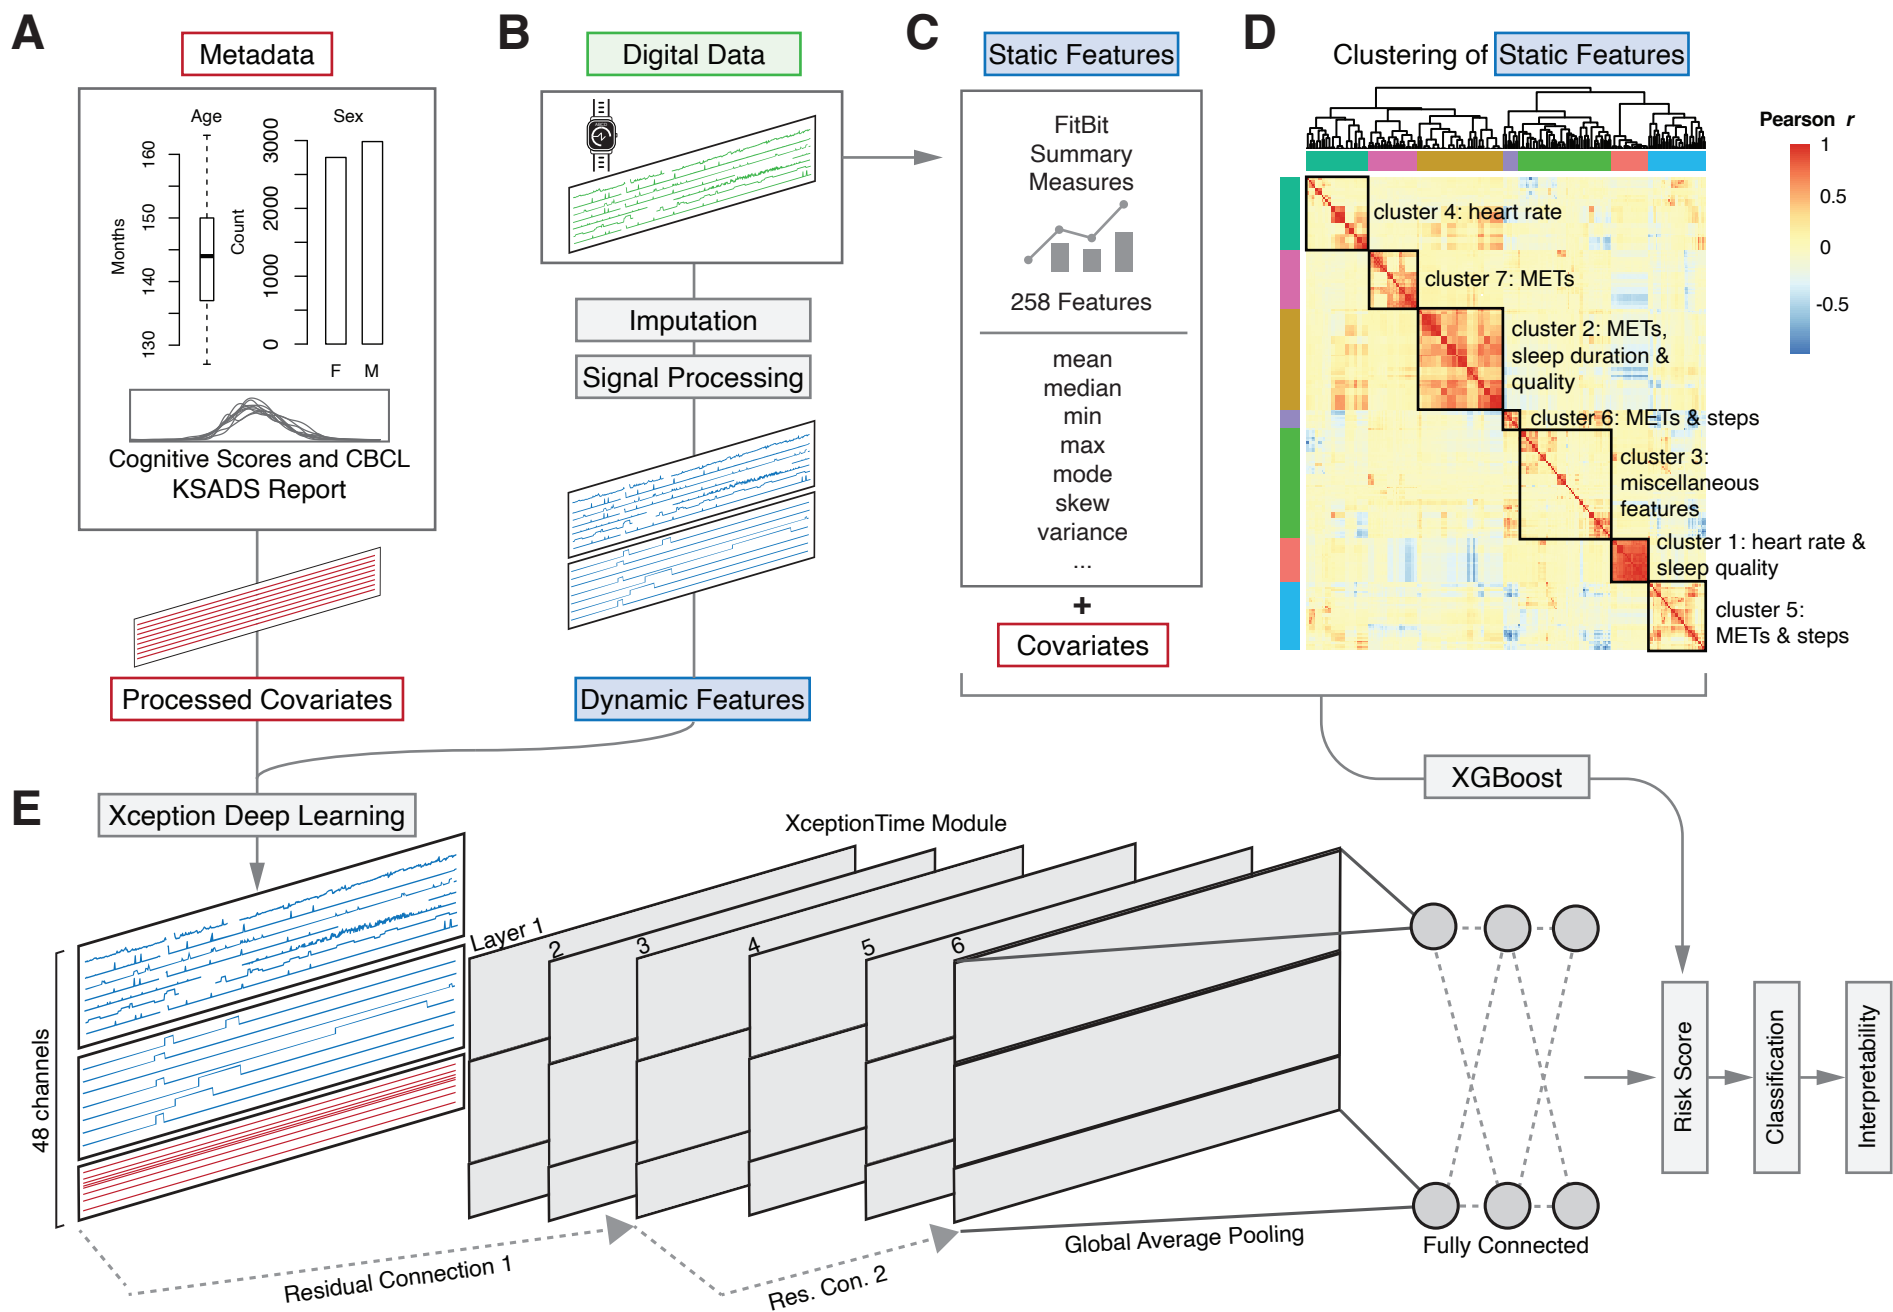 A
Metadata
Age
Sex
Months
130
140
150
160
Count
0
1000
2000
3000
F
M
Cognitive Scores and CBCL
KSADS Report
Processed Covariates
B
Digital Data
Imputation
Signal Processing
Dynamic Features
C
Static Features
FitBit
Summary
Measures
258 Features
mean
median
min
max
mode
skew
variance
...
+
Covariates
D
Clustering of Static Features
Pearson r
1
0.5
0
-0.5
cluster 4: heart rate
cluster 7: METs
cluster 2: METs,
sleep duration &
quality
cluster 6: METs & steps
cluster 3:
miscellaneous
features
cluster 1: heart rate &
sleep quality
cluster 5:
METs & steps
XGBoost
E
Xception Deep Learning
XceptionTime Module
48 channels
Layer 1
2
3
4
5
6
Residual Connection 1
Res. Con. 2
Global Average Pooling
Fully Connected
Risk Score
Classification
Interpretability